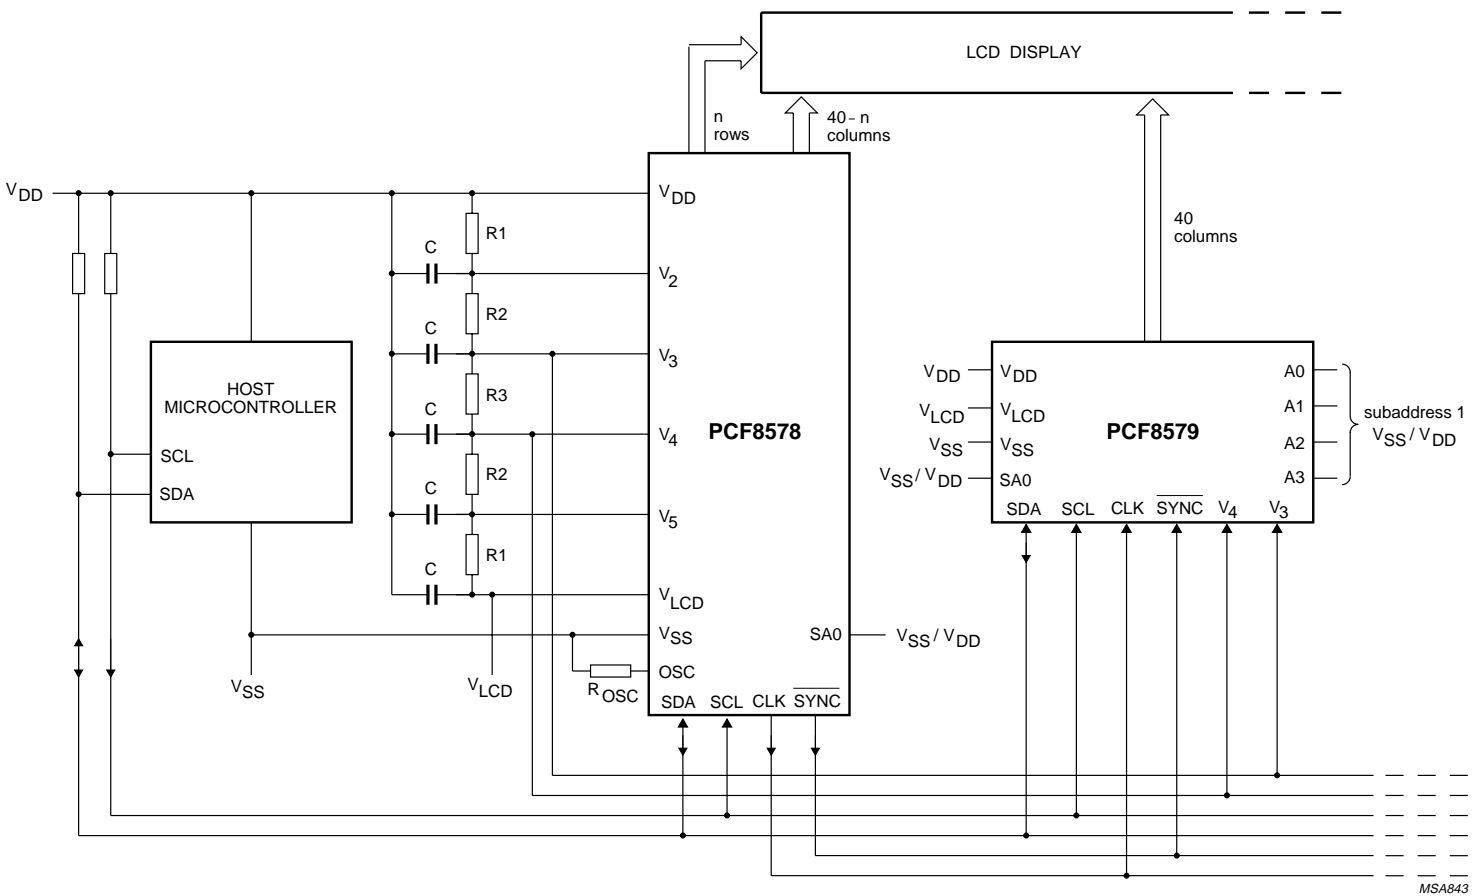 LCD DISPLAY
n
rows
40 – n
columns
40
columns
VDD
VDD
R1
C
V2
R2
C
V3
R3
C
V4
R2
C
V5
R1
C
VLCD
VSS
OSC
ROSC
VSS
VLCD
HOST
MICROCONTROLLER
SCL
SDA
PCF8578
SA0
VSS / VDD
SDA
SCL
CLK
SYNC
VDD
VDD
VLCD
VLCD
VSS
VSS
VSS / VDD
SA0
PCF8579
A0
A1
A2
A3
subaddress 1
VSS / VDD
SDA
SCL
CLK
SYNC
V4
V3
MSA843